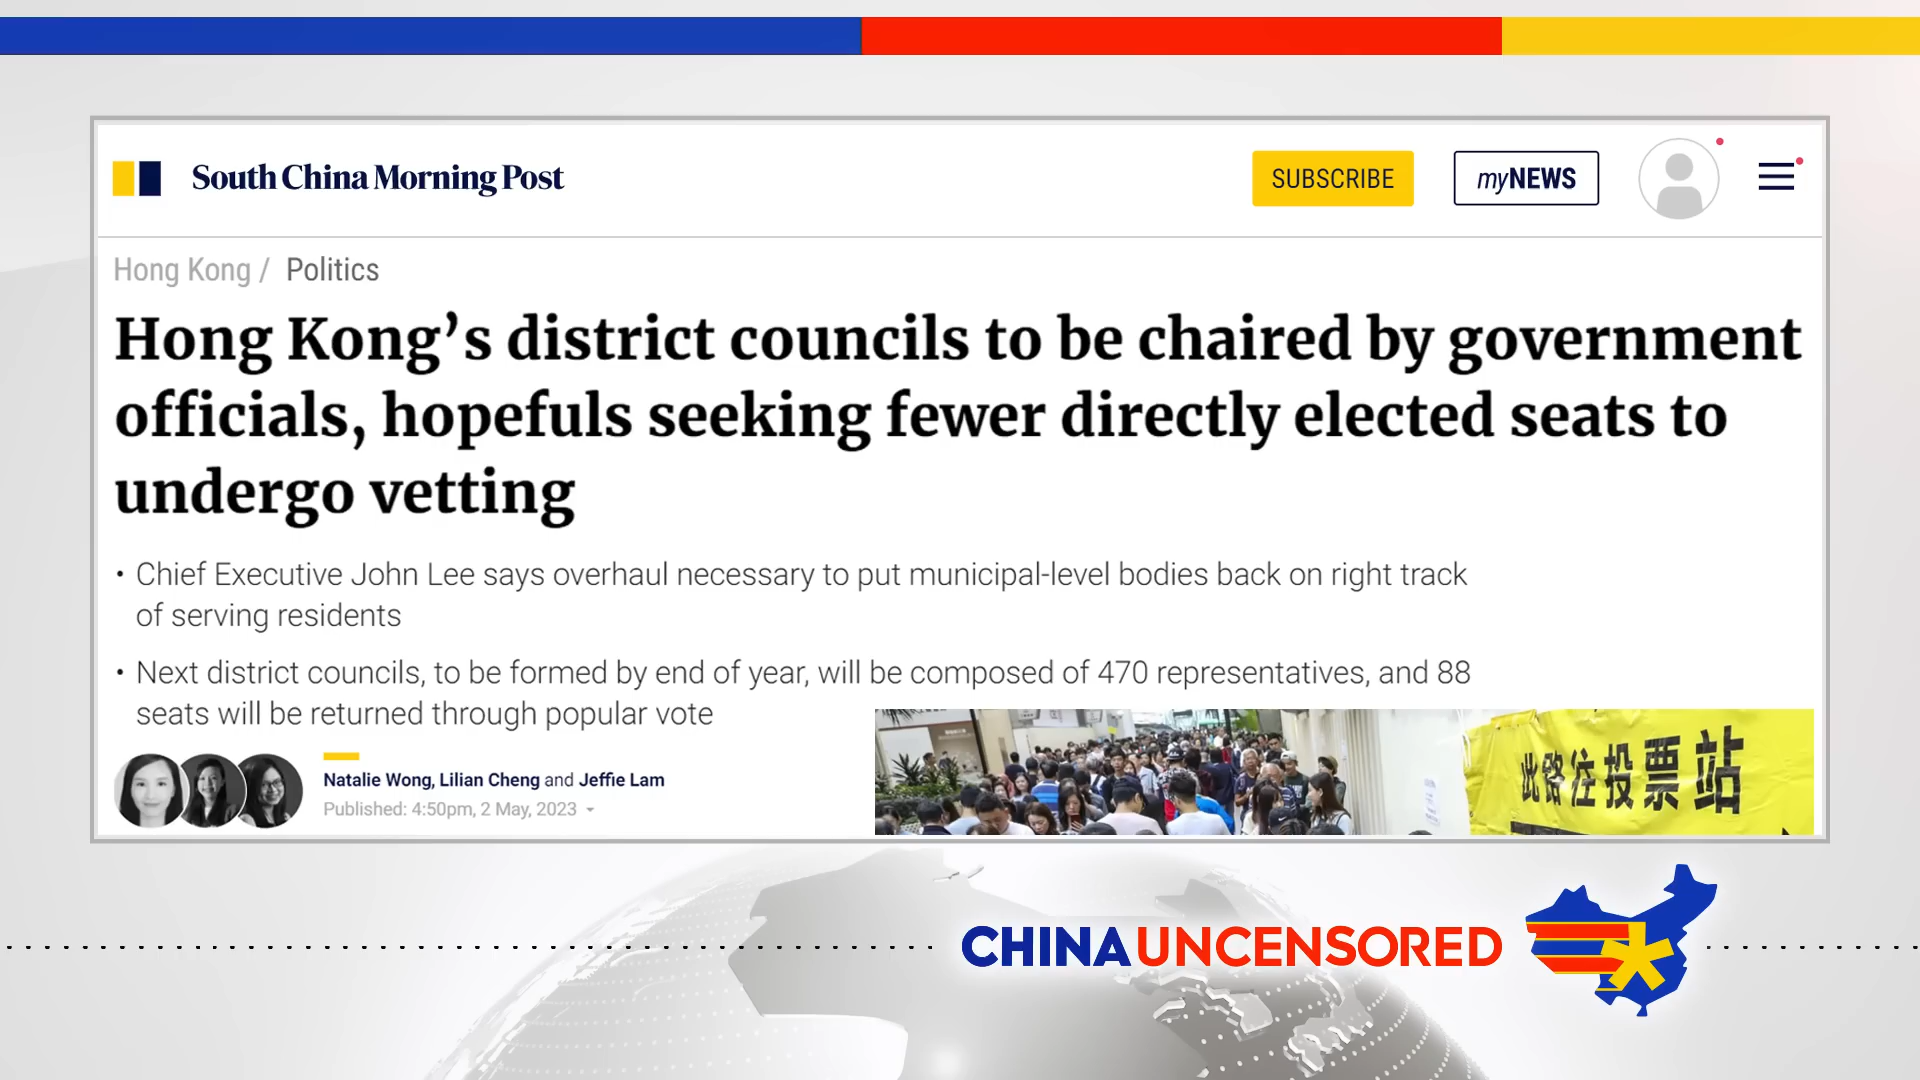 South China Morning Post
SUBSCRIBE
myNEWS
Hong Kong / Politics
Hong Kong’s district councils to be chaired by government
officials, hopefuls seeking fewer directly elected seats to
undergo vetting
• Chief Executive John Lee says overhaul necessary to put municipal-level bodies back on right track
of serving residents
• Next district councils, to be formed by end of year, will be composed of 470 representatives, and 88
seats will be returned through popular vote
Natalie Wong, Lilian Cheng and Jeffie Lam
Published: 4:50pm, 2 May, 2023
此路往投票站
CHINA UNCENSORED